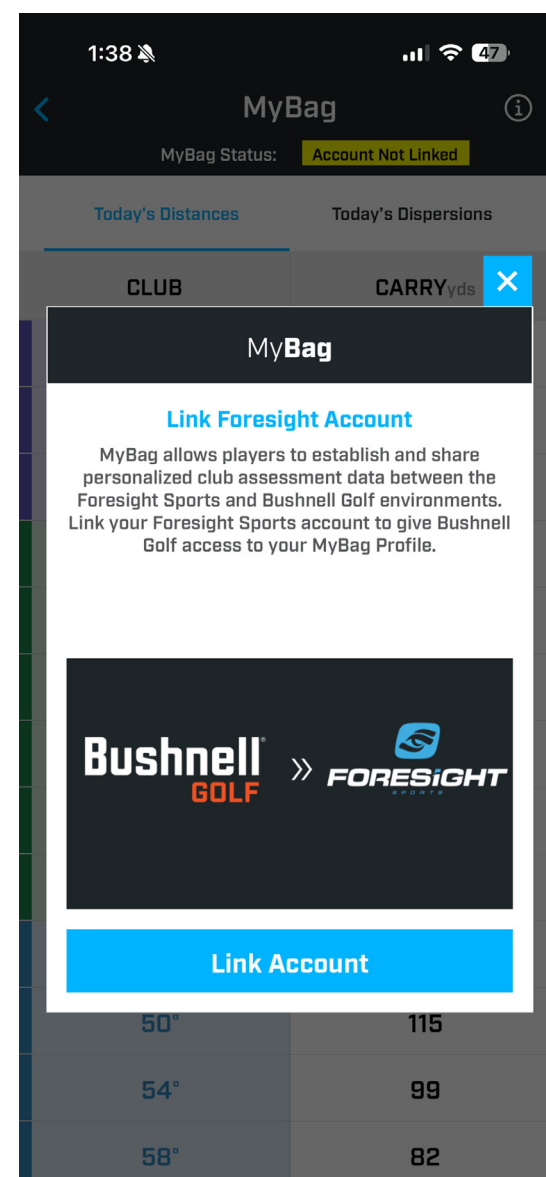 1:38
47
MyBag
MyBag Status: Account Not Linked
Today's Distances Today's Dispersions
CLUB CARRYyds
MyBag
Link Foresight Account
MyBag allows players to establish and share
personalized club assessment data between the
Foresight Sports and Bushnell Golf environments.
Link your Foresight Sports account to give Bushnell
Golf access to your MyBag Profile.
Bushnell
GOLF
»
FORESiGHT
SPORTS
Link Account
50° 115
54° 99
58° 82